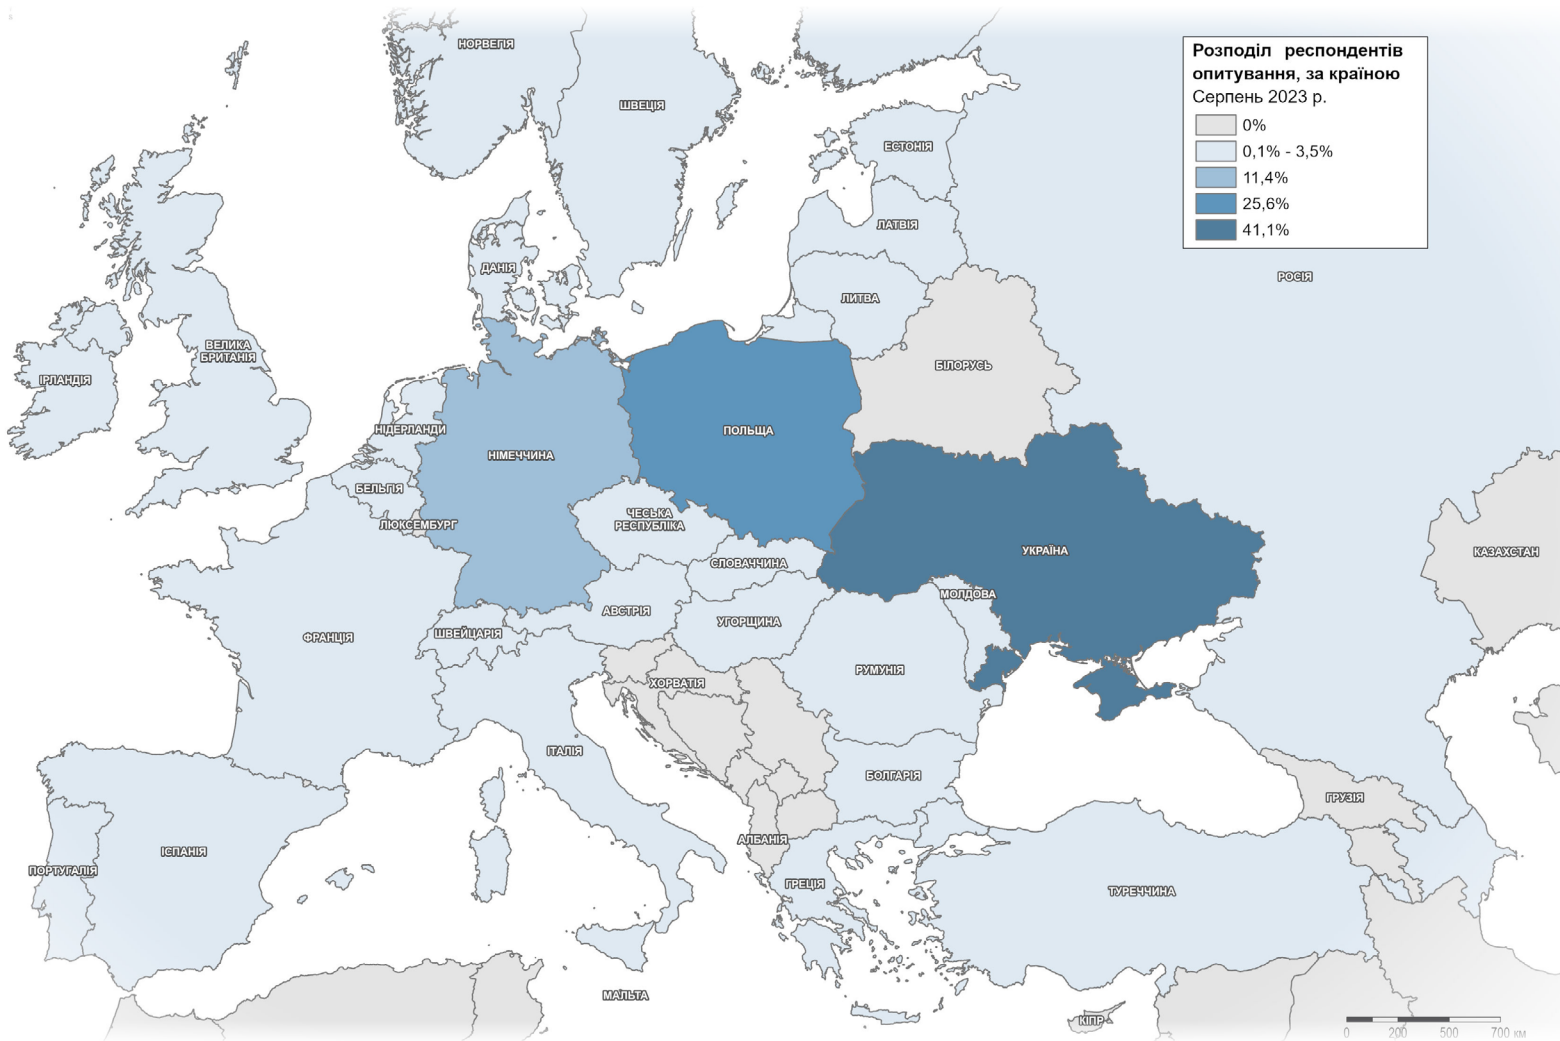 Розподіл респондентів
опитування, за країною
Серпень 2023 р.
0%
0,1% - 3,5%
11,4%
25,6%
41,1%
НОРВЕГІЯ
ШВЕЦІЯ
ЕСТОНІЯ
ЛАТВІЯ
ДАНІЯ
РОСІЯ
ЛИТВА
ВЕЛИКА
БРИТАНІЯ
БІЛОРУСЬ
ІРЛАНДІЯ
НІДЕРЛАНДИ
ПОЛЬЩА
НІМЕЧЧИНА
БЕЛЬГІЯ
ЧЕСЬКА
РЕСПУБЛІКА
ЛЮКСЕМБУРГ
УКРАЇНА
КАЗАХСТАН
СЛОВАЧЧИНА
МОЛДОВА
АВСТРІЯ
УГОРЩИНА
ШВЕЙЦАРІЯ
ФРАНЦІЯ
РУМУНІЯ
ХОРВАТІЯ
ІТАЛІЯ
БОЛГАРІЯ
ГРУЗІЯ
АЛБАНІЯ
ІСПАНІЯ
ПОРТУГАЛІЯ
ГРЕЦІЯ
ТУРЕЧЧИНА
МАЛЬТА
КІПР
0 200 500 700 км